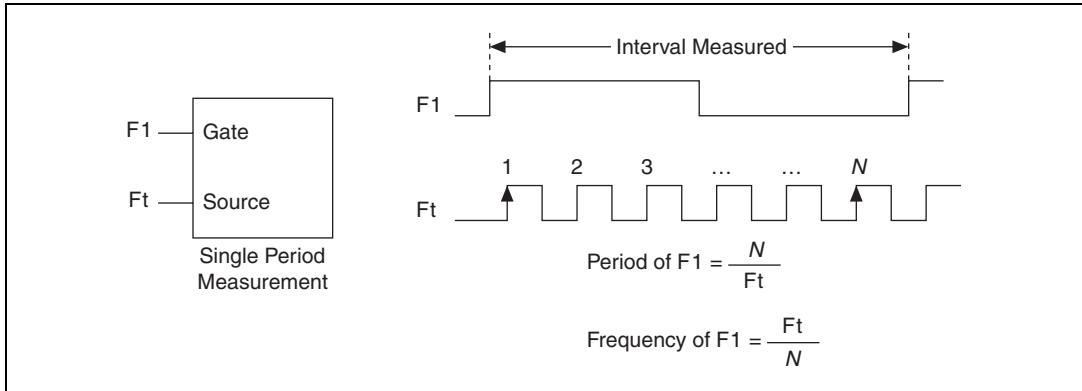 Interval Measured
F1
F1 Gate
1 2 3 … … N
Ft Source
Ft
Single Period
Measurement
Period of F1 = N
Ft
Frequency of F1 = Ft
N